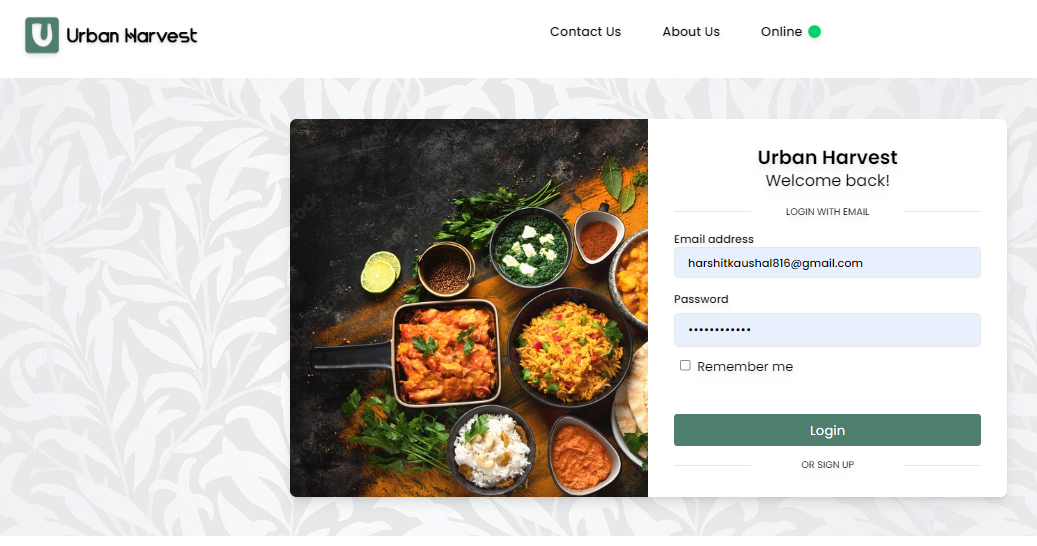 Urban Harvest
Contact Us
About Us
Online
Urban Harvest
Welcome back!
LOGIN WITH EMAIL
Email address
harshitkaushal816@gmail.com
Password
••••••••••••
Remember me
Login
OR SIGN UP